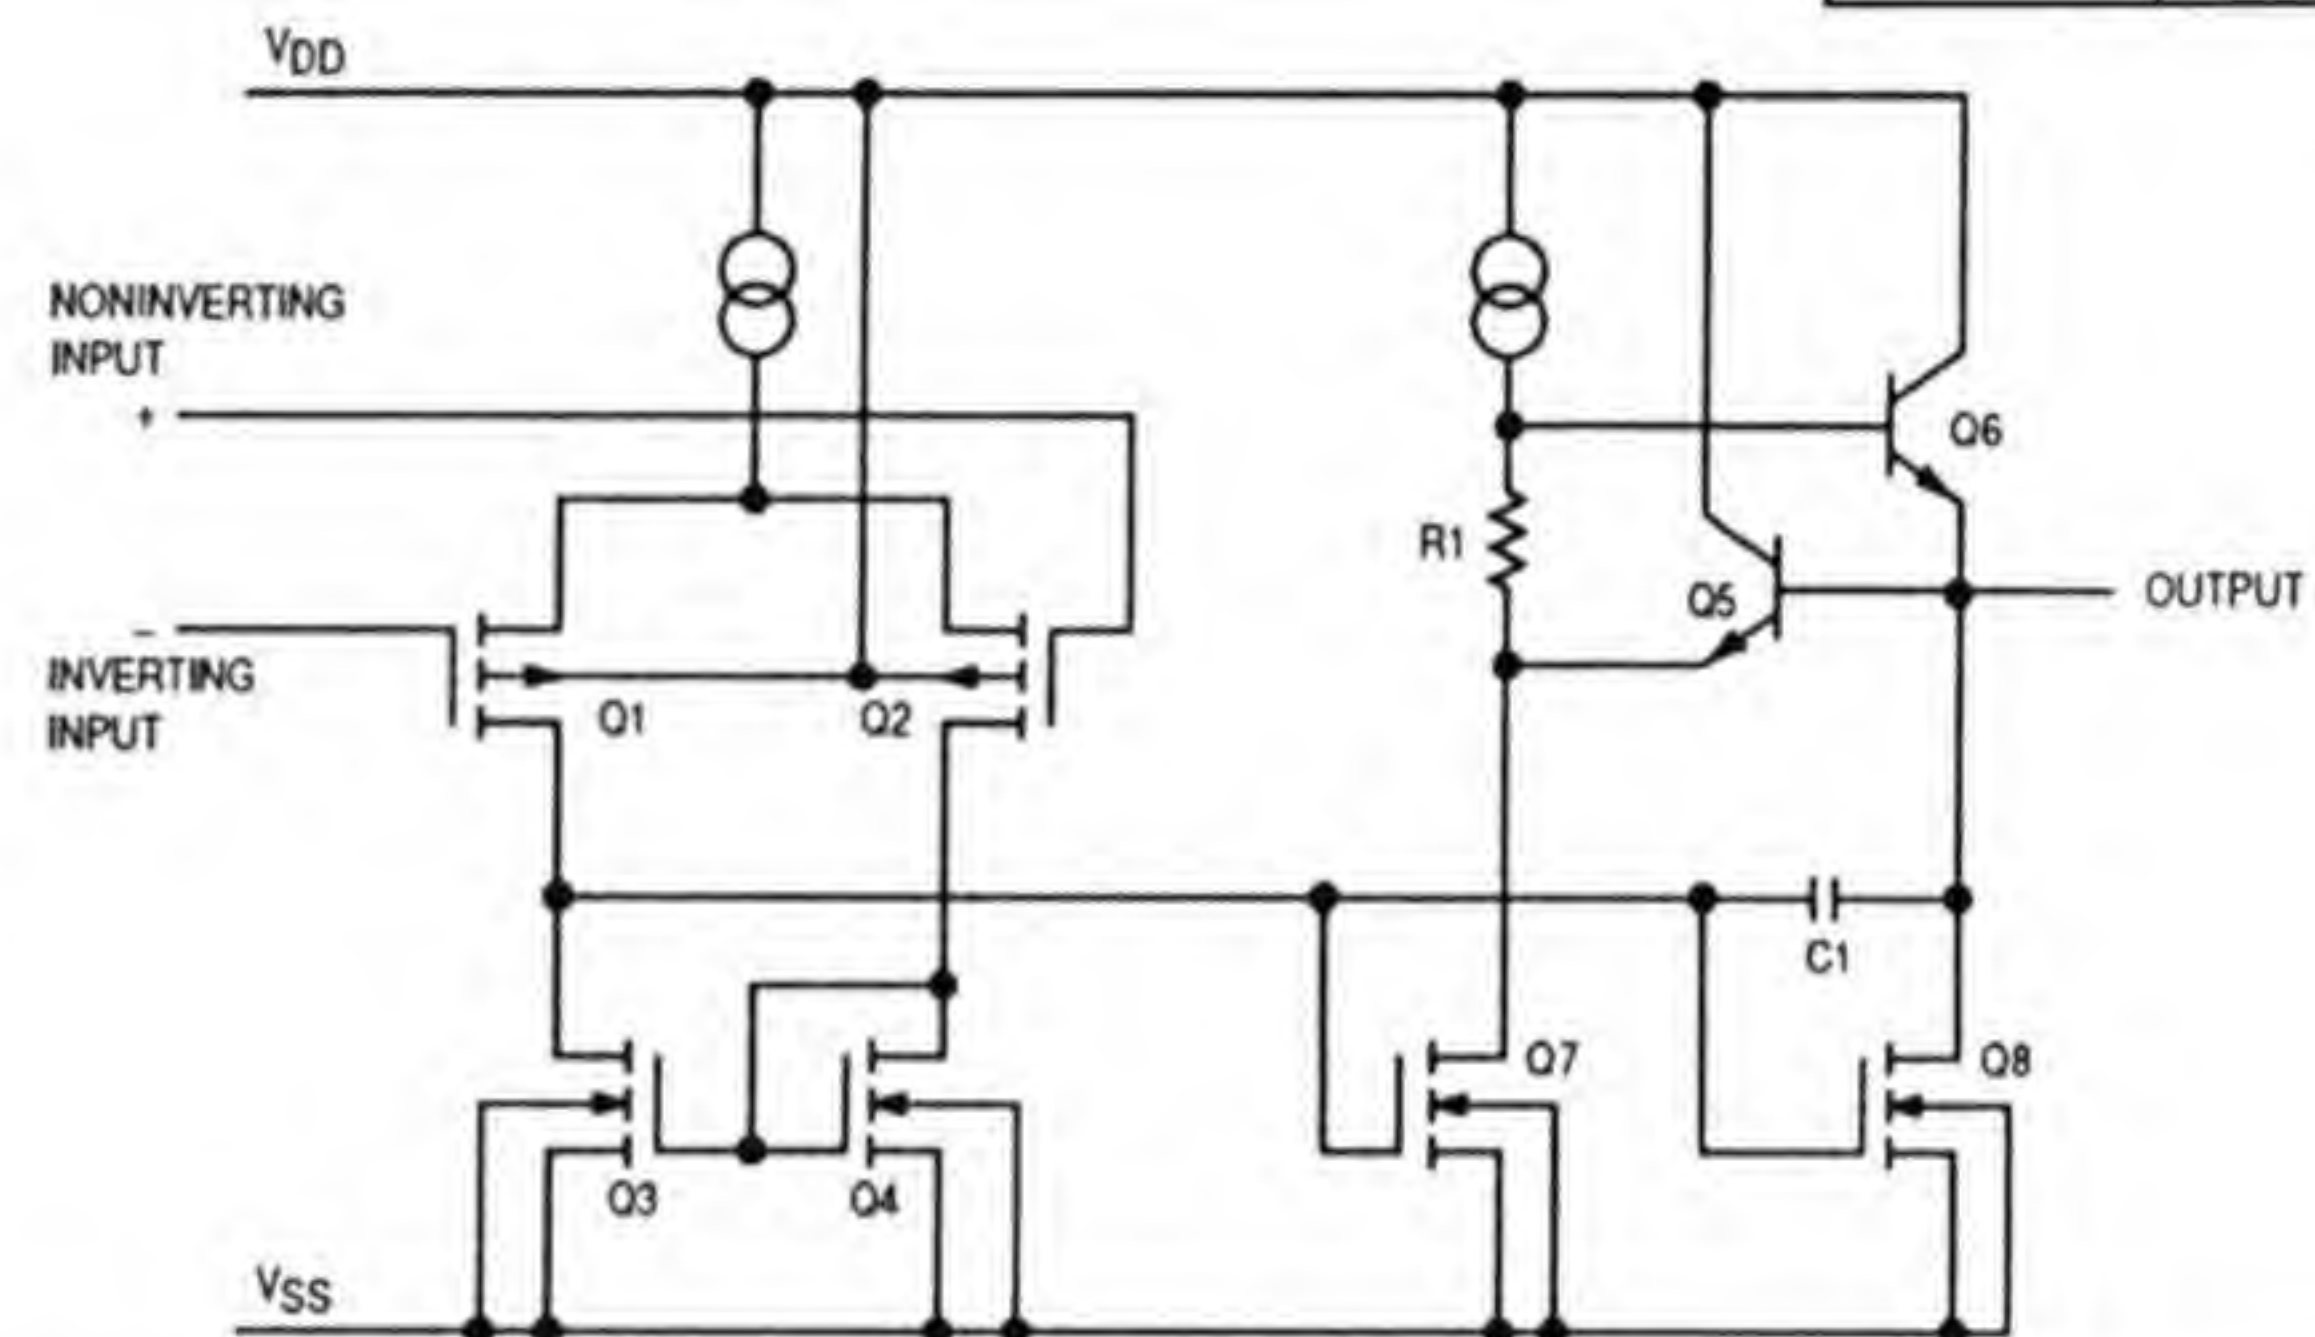 VDD
NONINVERTING
INPUT
+
Q6
R1
Q5
OUTPUT
-
INVERTING
INPUT
Q1
Q2
C1
Q7
Q8
Q3
Q4
VSS